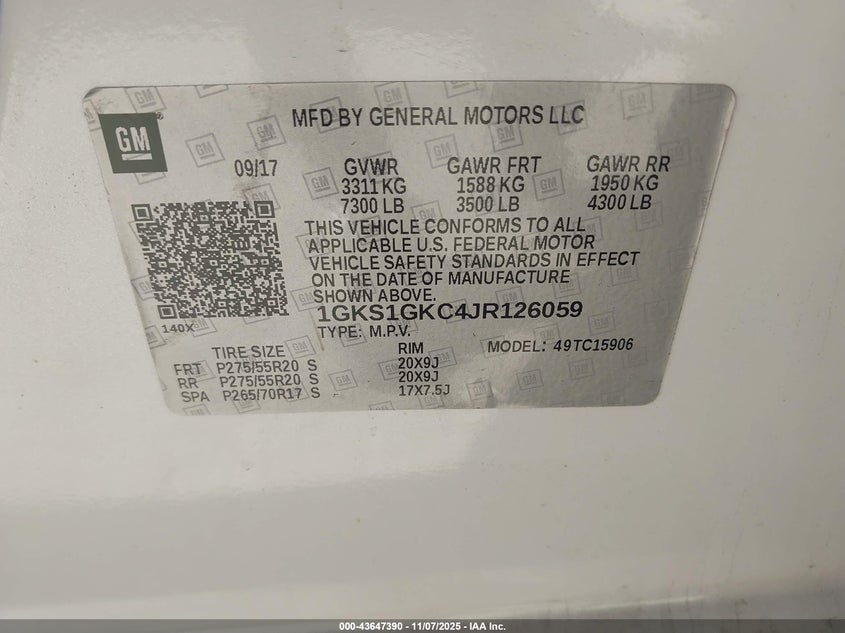 GM
MFD BY GENERAL MOTORS LLC
09/17 GVWR GAWR FRT GAWR RR
3311 KG 1588 KG 1950 KG
7300 LB 3500 LB 4300 LB
THIS VEHICLE CONFORMS TO ALL
APPLICABLE U.S. FEDERAL MOTOR
VEHICLE SAFETY STANDARDS IN EFFECT
ON THE DATE OF MANUFACTURE
SHOWN ABOVE.
1GKS1GKC4JR126059
140X
TYPE: M.P.V.
TIRE SIZE RIM MODEL: 49TC15906
FRT P275/55R20 S 20X9J
RR P275/55R20 S 20X9J
SPA P265/70R17 S 17X7.5J
000-43647390 - 11/07/2025 - IAA Inc.